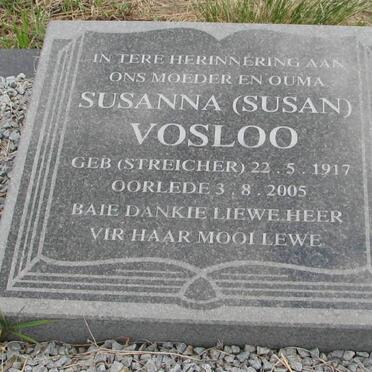 IN TERE HERINNERING AAN
ONS MOEDER EN OUMA
SUSANNA (SUSAN)
VOSLOO
GEB (STREICHER) 22 . 5 . 1917
OORLEDE 3 . 8 . 2005
BAIE DANKIE LIEWE HEER
VIR HAAR MOOI LEWE